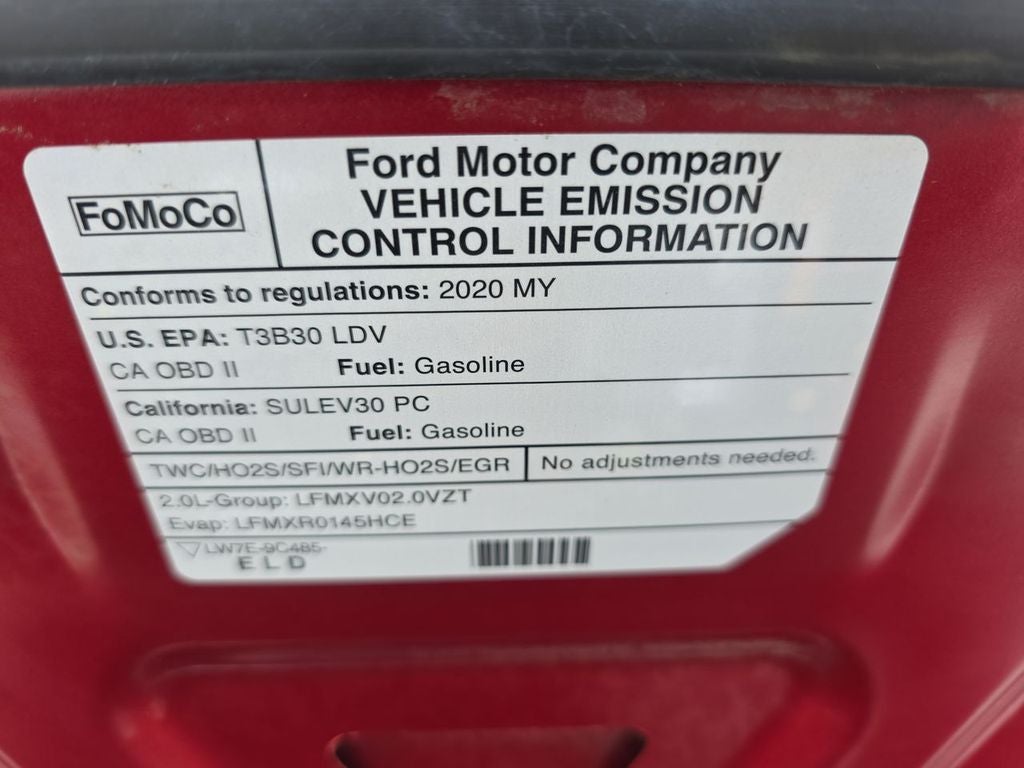 FoMoCo
Ford Motor Company
VEHICLE EMISSION
CONTROL INFORMATION
Conforms to regulations: 2020 MY
U.S. EPA: T3B30 LDV
CA OBD II Fuel: Gasoline
California: SULEV30 PC
CA OBD II Fuel: Gasoline
TWC/HO2S/SFI/WR-HO2S/EGR No adjustments needed.
2.0L-Group: LFMXV02.0VZT
Evap: LFMXR0145HCE
LW7E-9C485-
E L D